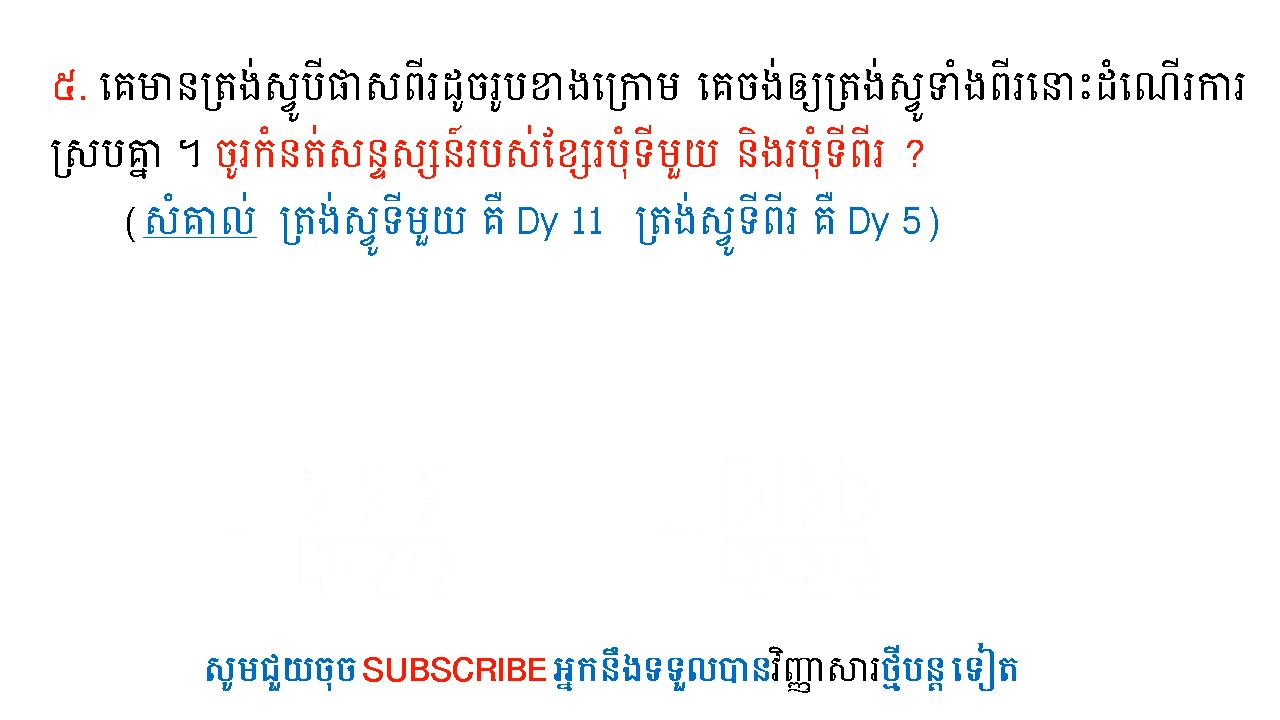 ៥. គេមានត្រង់ស្វូបីផាសពីរដូចរូបខាងក្រោម គេចង់ឲ្យត្រង់ស្វូទាំងពីរនោះដំណើរការ
ស្របគ្នា ។ ចូរកំនត់សន្ទស្សន៍របស់ខ្សែរបុំទីមួយ និងរបុំទីពីរ ?
(សំគាល់ ត្រង់ស្វូទីមួយ គឺ Dy 11 ត្រង់ស្វូទីពីរ គឺ Dy 5)
សូមជួយចុច SUBSCRIBE អ្នកនឹងទទួលបានវិញ្ញាសារថ្មីបន្ត ទៀត